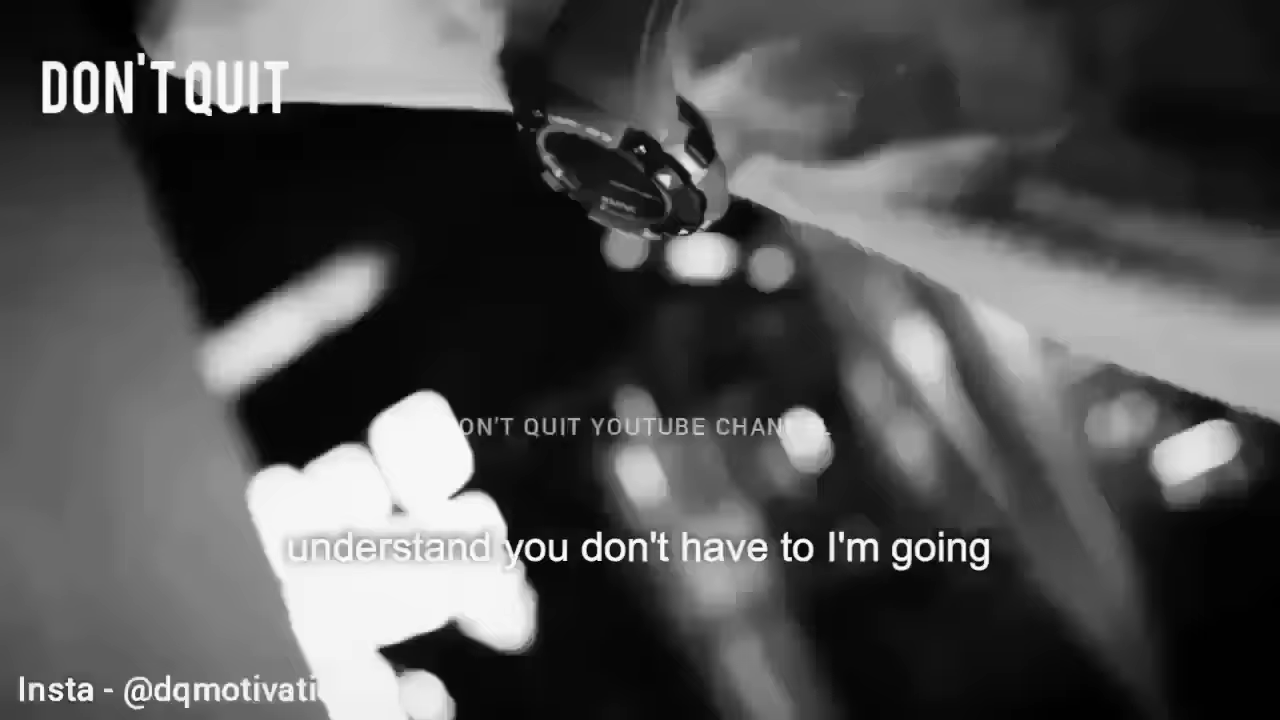 DON'T QUIT
ON'T QUIT YOUTUBE CHAN
understand you don't have to I'm going
Insta - @dqmotivati